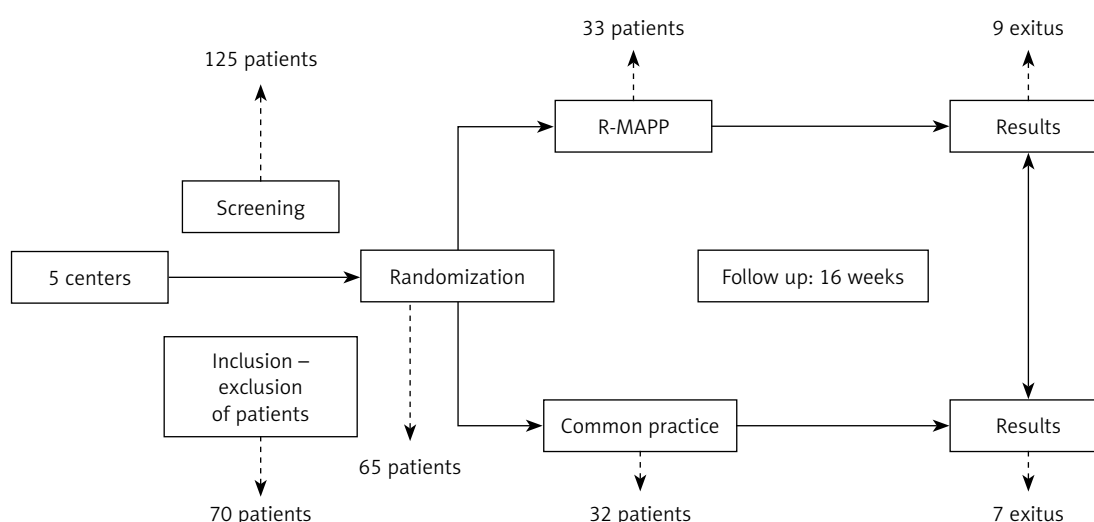 33 patients
9 exitus
125 patients
R-MAPP
Results
Screening
5 centers
Randomization
Follow up: 16 weeks
Inclusion –
exclusion
of patients
Common practice
Results
65 patients
70 patients
32 patients
7 exitus